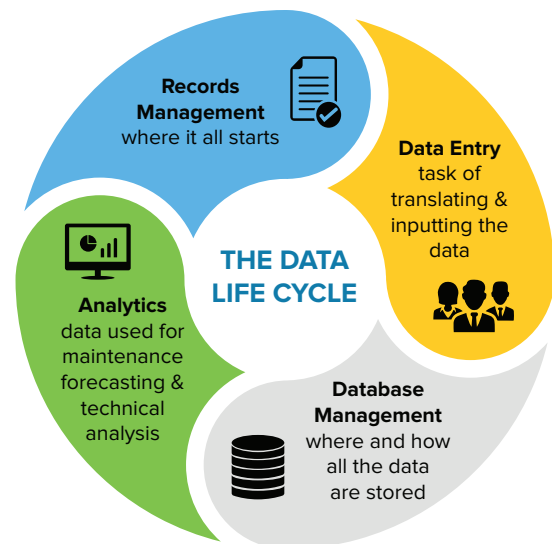 Records
Management
where it all starts
Data Entry
task of
translating &
inputting the
data
THE DATA
LIFE CYCLE
Analytics
data used for
maintenance
forecasting &
technical
analysis
Database
Management
where and how
all the data
are stored